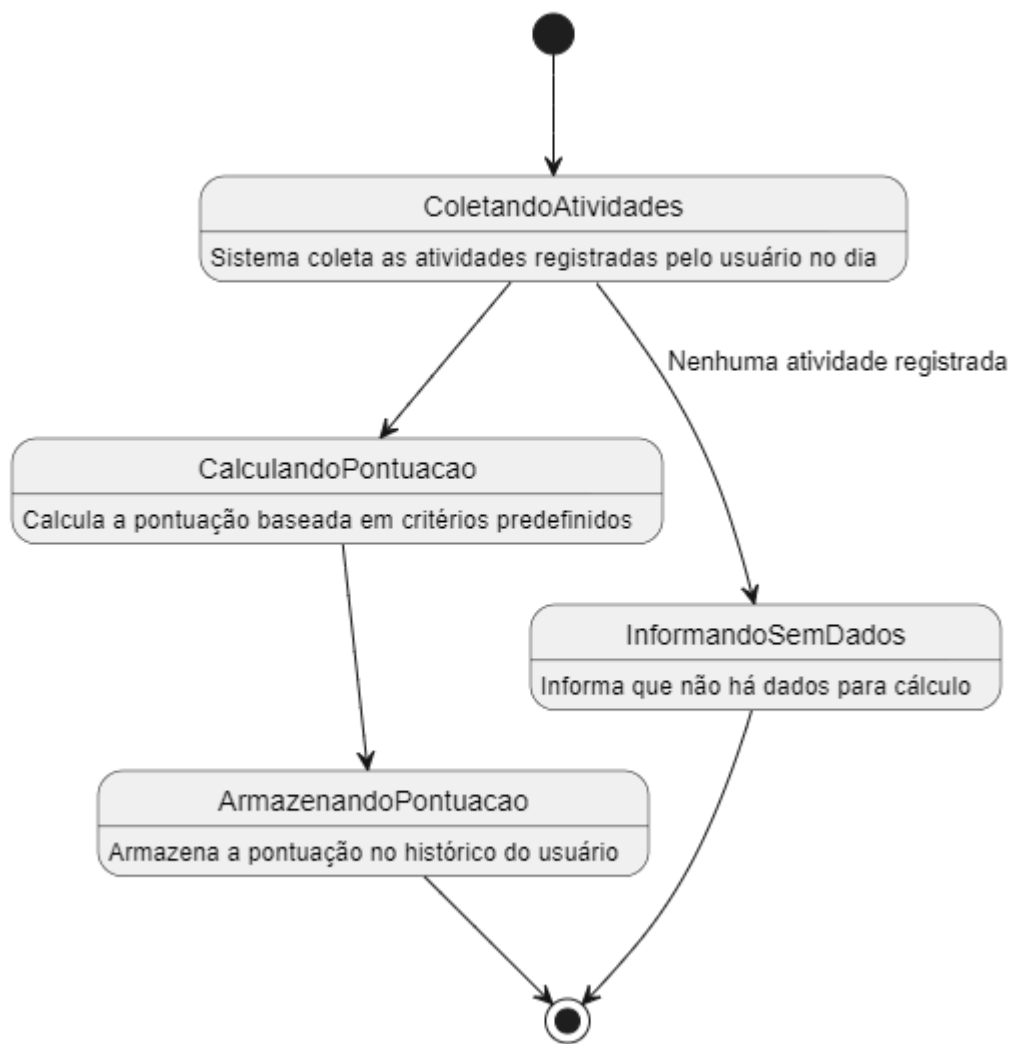 ColetandoAtividades
Sistema coleta as atividades registradas pelo usuário no dia
Nenhuma atividade registrada
CalculandoPontuacao
Calcula a pontuação baseada em critérios predefinidos
InformandoSemDados
Informa que não há dados para cálculo
ArmazenandoPontuacao
Armazena a pontuação no histórico do usuário